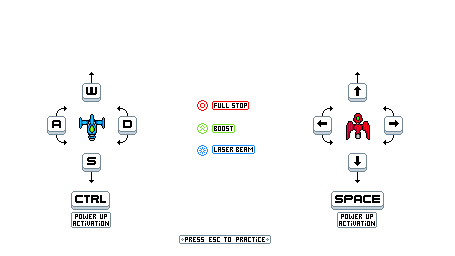 W
A
D
S
CTRL
POWER UP
ACTIVATION
FULL STOP
BOOST
LASER BEAM
SPACE
POWER UP
ACTIVATION
PRESS ESC TO PRACTICE